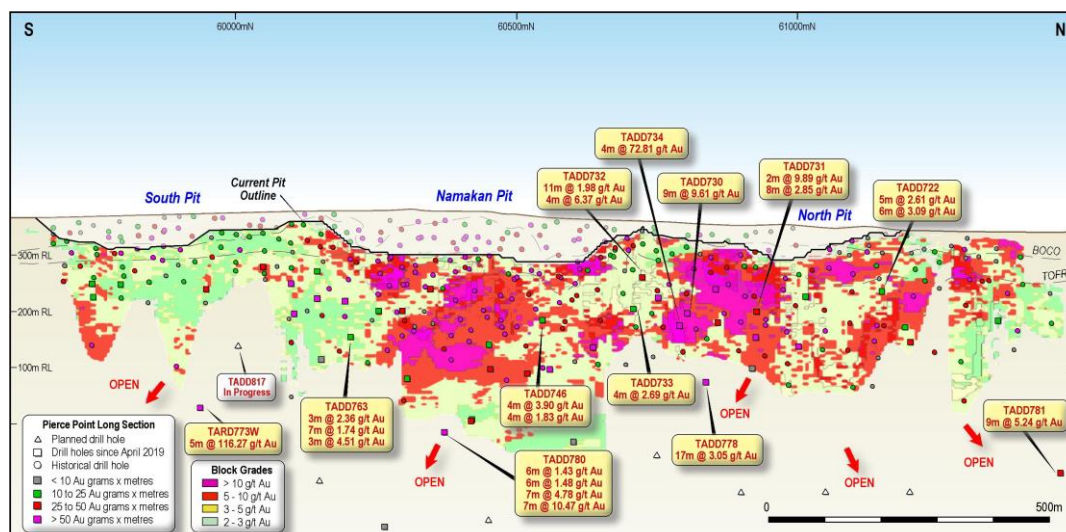 S
60000mN
60500mN
61000mN
N
TADD734
4m @ 72.81 g/t Au
TADD732
11m @ 1.98 g/t Au
4m @ 6.37 g/t Au
TADD730
9m @ 9.61 g/t Au
TADD731
2m @ 9.89 g/t Au
8m @ 2.85 g/t Au
TADD722
5m @ 2.61 g/t Au
6m @ 3.09 g/t Au
South Pit
Current Pit
Outline
Namakan Pit
North Pit
300m RL
BOCO
TOFR
200m RL
100m RL
OPEN
TADD817
In Progress
TARD773W
5m @ 116.27 g/t Au
TADD763
3m @ 2.36 g/t Au
7m @ 1.74 g/t Au
3m @ 4.51 g/t Au
TADD746
4m @ 3.90 g/t Au
4m @ 1.83 g/t Au
TADD733
4m @ 2.69 g/t Au
OPEN
TADD778
17m @ 3.05 g/t Au
TADD781
9m @ 5.24 g/t Au
OPEN
TADD780
6m @ 1.43 g/t Au
6m @ 1.48 g/t Au
7m @ 4.78 g/t Au
7m @ 10.47 g/t Au
OPEN
OPEN
Pierce Point Long Section
Planned drill hole
Drill holes since April 2019
Historical drill hole
< 10 Au grams x metres
10 to 25 Au grams x metres
25 to 50 Au grams x metres
> 50 Au grams x metres
Block Grades
> 10 g/t Au
5 - 10 g/t Au
3 - 5 g/t Au
2 - 3 g/t Au
0
500m